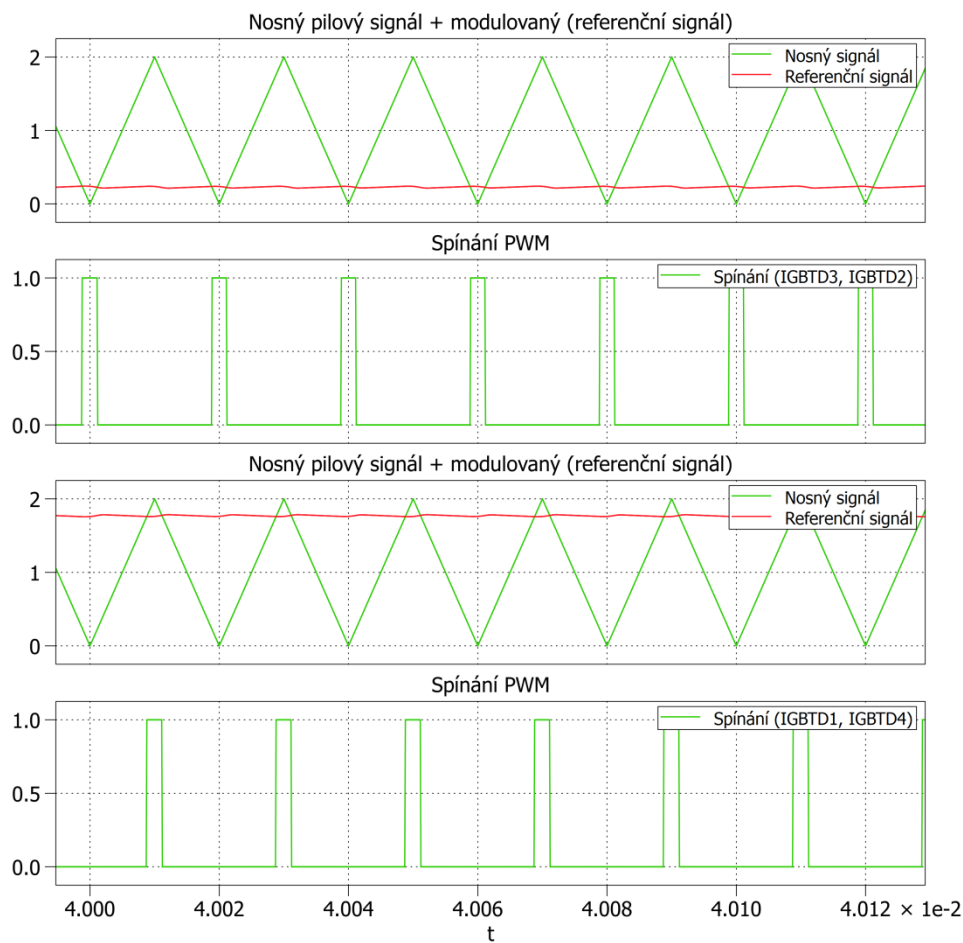 Nosný pilový signál + modulovaný (referenční signál)
2
Nosný signál
Referenční signál
1
0
Spínání PWM
1.0
Spínání (IGBTD3, IGBTD2)
0.5
0.0
Nosný pilový signál + modulovaný (referenční signál)
2
Nosný signál
Referenční signál
1
0
Spínání PWM
1.0
Spínání (IGBTD1, IGBTD4)
0.5
0.0
4.000 4.002 4.004 4.006 4.008 4.010 4.012 × 1e-2
t